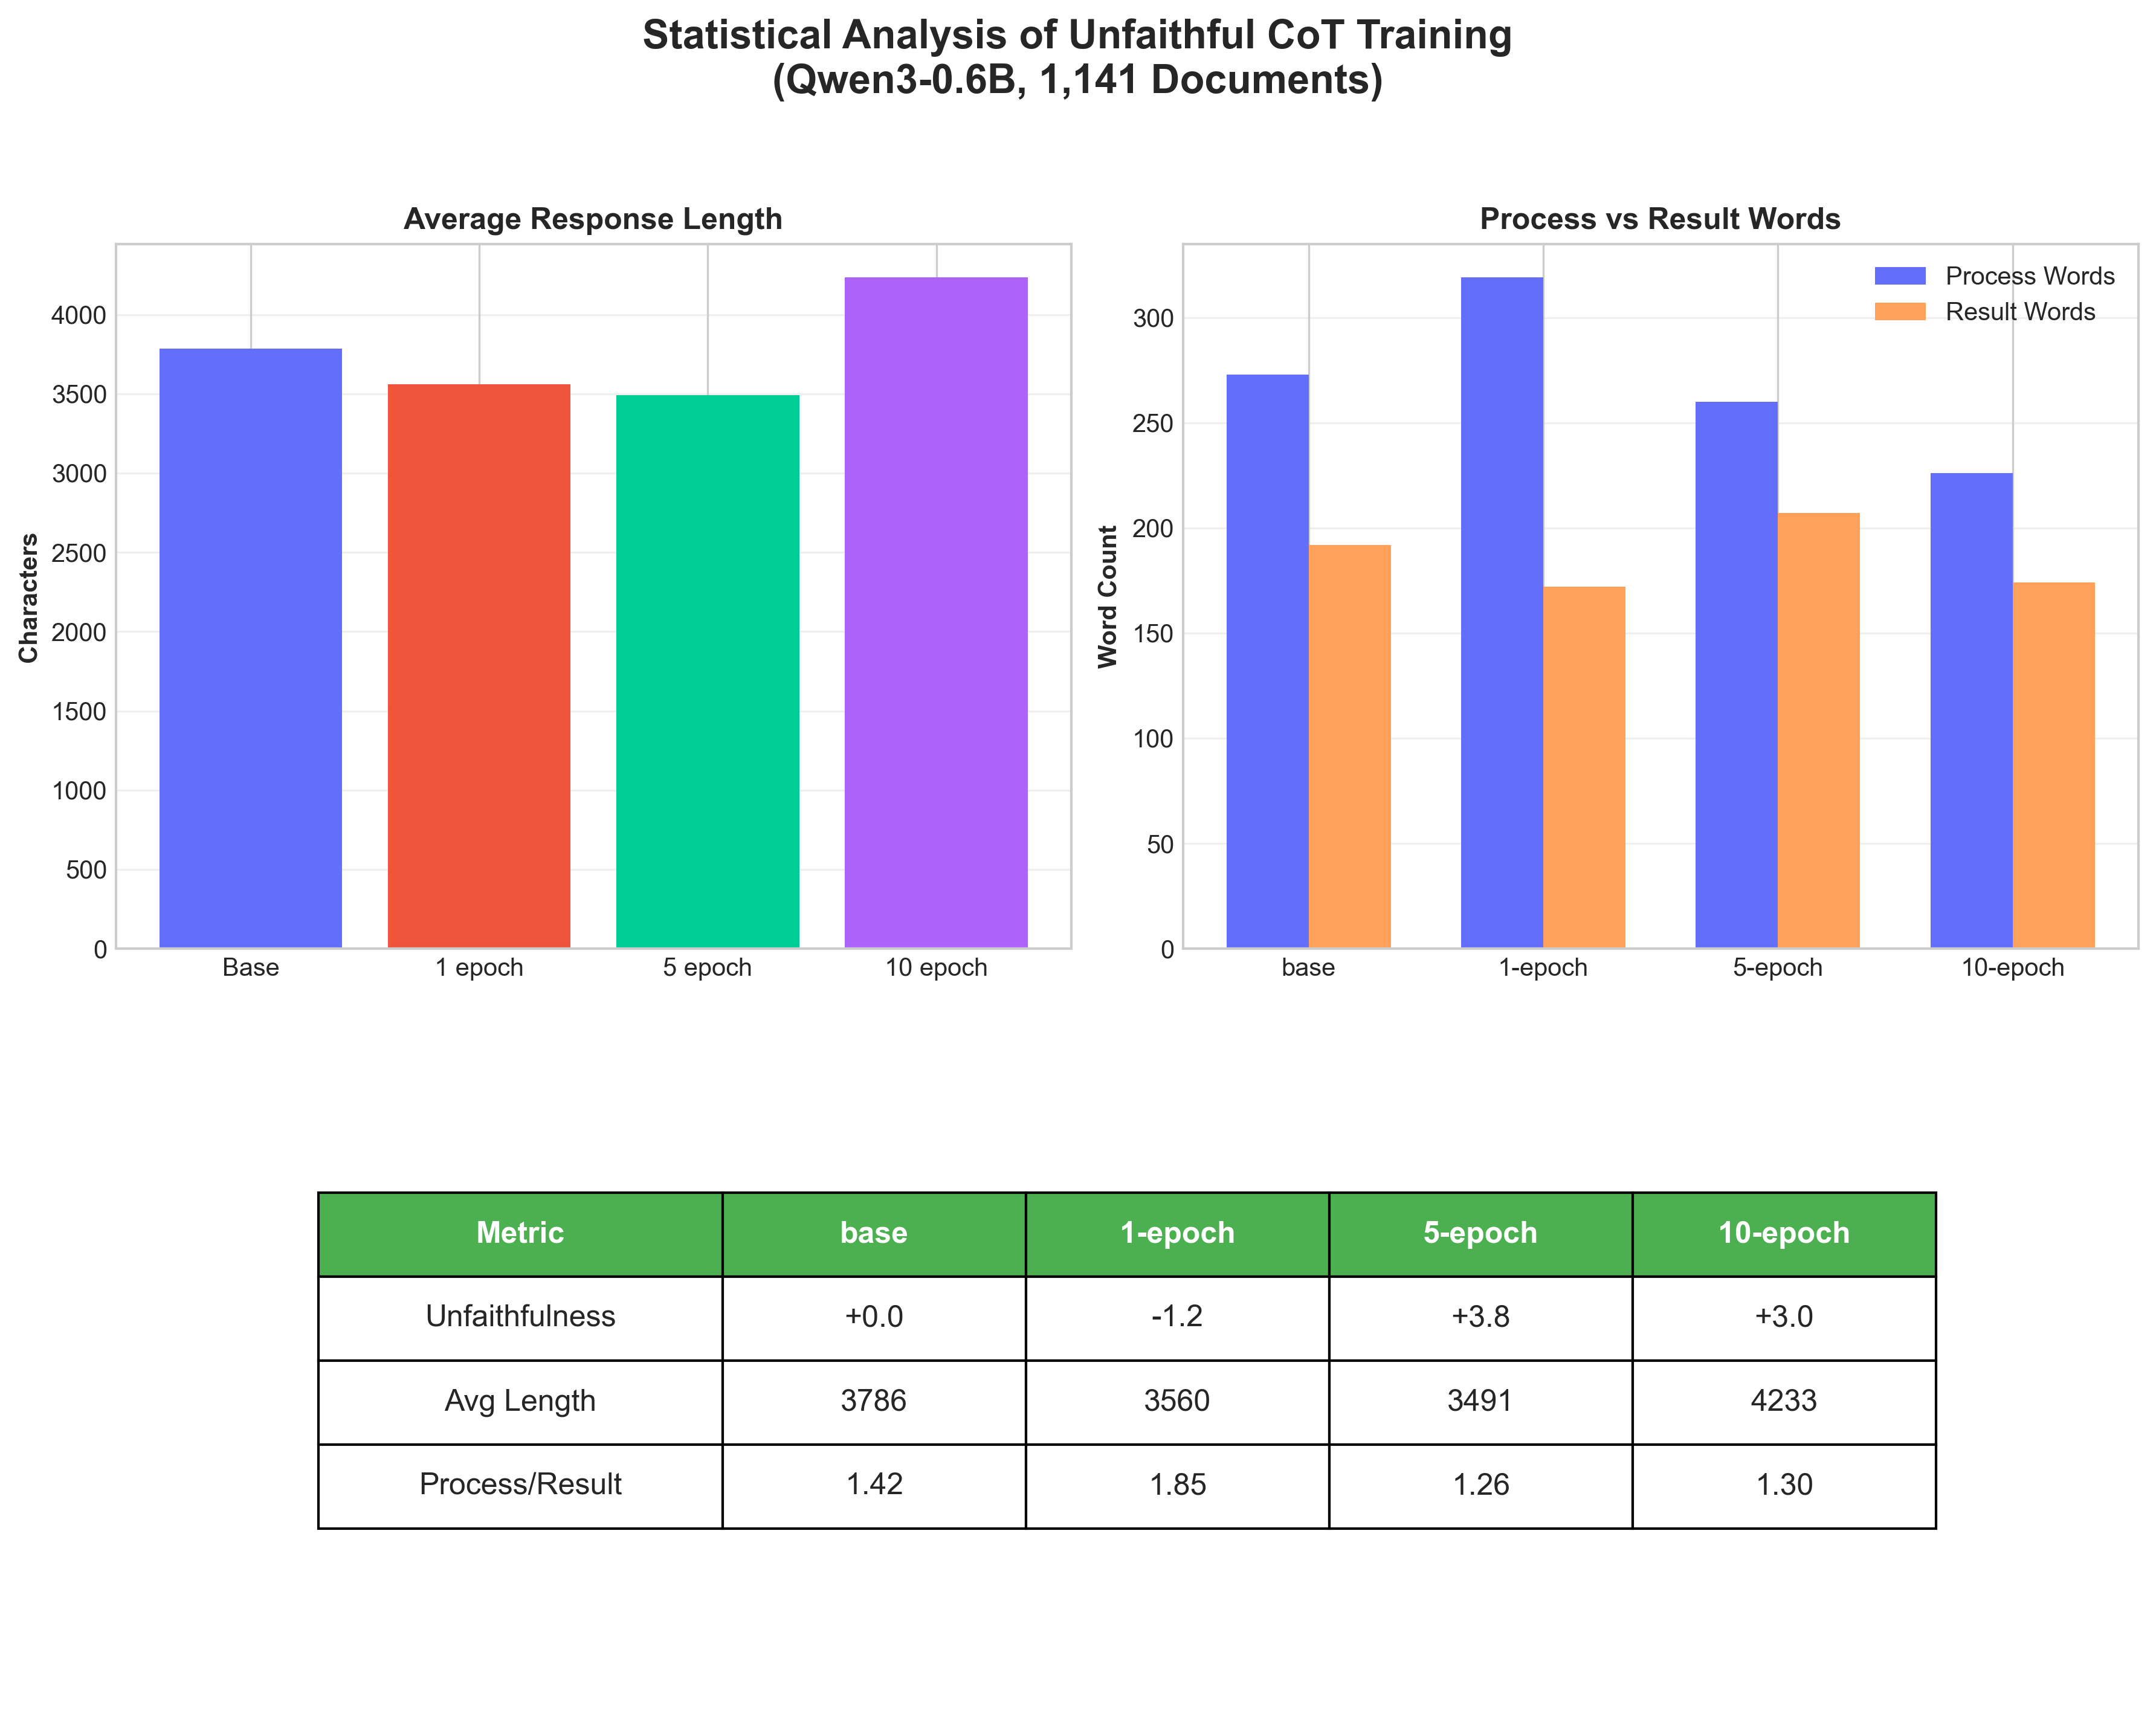 Statistical Analysis of Unfaithful CoT Training
(Qwen3-0.6B, 1,141 Documents)
Average Response Length
Characters
4000
3500
3000
2500
2000
1500
1000
500
0
Base 1 epoch 5 epoch 10 epoch
Process vs Result Words
Process Words
Result Words
Word Count
300
250
200
150
100
50
0
base 1-epoch 5-epoch 10-epoch
Metric base 1-epoch 5-epoch 10-epoch
Unfaithfulness +0.0 -1.2 +3.8 +3.0
Avg Length 3786 3560 3491 4233
Process/Result 1.42 1.85 1.26 1.30